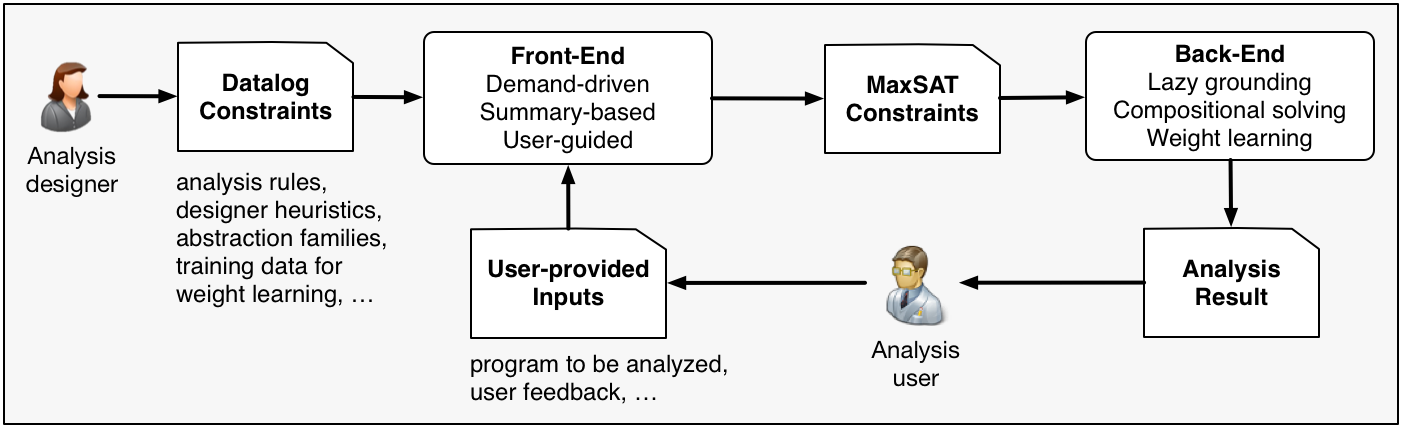 Analysis
designer
Datalog
Constraints
analysis rules,
designer heuristics,
abstraction families,
training data for
weight learning, …
Front-End
Demand-driven
Summary-based
User-guided
MaxSAT
Constraints
Back-End
Lazy grounding
Compositional solving
Weight learning
User-provided
Inputs
program to be analyzed,
user feedback, …
Analysis
user
Analysis
Result